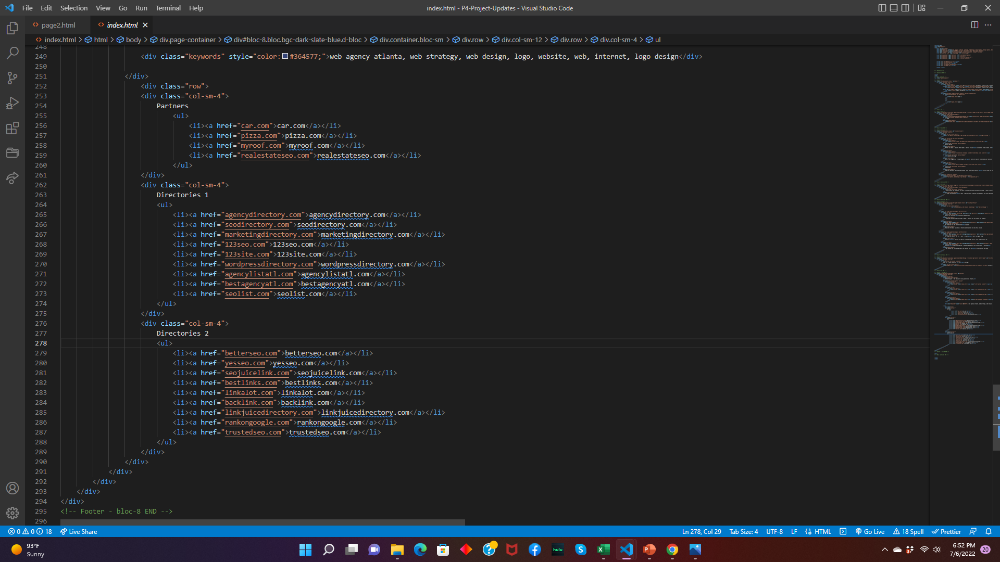 File Edit Selection View Go Run Terminal Help
index.html - P4-Project-Updates - Visual Studio Code
page2.html
index.html
index.html > html > body > div.page-container > div#bloc-8.bloc.bgc-dark-slate-blue.d-bloc > div.container.bloc-sm > div.row > div.col-sm-12 > div.row > div.col-sm-4 > ul
248
249 <div class="keywords" style="color:#364577;">web agency atlanta, web strategy, web design, logo, website, web, internet, logo design</div>
250
251 </div>
252 <div class="row">
253 <div class="col-sm-4">
254 Partners
255 <ul>
256 <li><a href="car.com">car.com</a></li>
257 <li><a href="pizza.com">pizza.com</a></li>
258 <li><a href="myroof.com">myroof.com</a></li>
259 <li><a href="realestateseo.com">realestateseo.com</a></li>
260 </ul>
261 </div>
262 <div class="col-sm-4">
263 Directories 1
264 <ul>
265 <li><a href="agencydirectory.com">agencydirectory.com</a></li>
266 <li><a href="seodirectory.com">seodirectory.com</a></li>
267 <li><a href="marketingdirectory.com">marketingdirectory.com</a></li>
268 <li><a href="123seo.com">123seo.com</a></li>
269 <li><a href="123site.com">123site.com</a></li>
270 <li><a href="wordpressdirectory.com">wordpressdirectory.com</a></li>
271 <li><a href="agencylistatl.com">agencylistatl.com</a></li>
272 <li><a href="bestagencyatl.com">bestagencyatl.com</a></li>
273 <li><a href="seolist.com">seolist.com</a></li>
274 </ul>
275 </div>
276 <div class="col-sm-4">
277 Directories 2
278 <ul>
279 <li><a href="betterseo.com">betterseo.com</a></li>
280 <li><a href="yesseo.com">yesseo.com</a></li>
281 <li><a href="seojuicelink.com">seojuicelink.com</a></li>
282 <li><a href="bestlinks.com">bestlinks.com</a></li>
283 <li><a href="linkalot.com">linkalot.com</a></li>
284 <li><a href="backlink.com">backlink.com</a></li>
285 <li><a href="linkjuicedirectory.com">linkjuicedirectory.com</a></li>
286 <li><a href="rankongoogle.com">rankongoogle.com</a></li>
287 <li><a href="trustedseo.com">trustedseo.com</a></li>
288 </ul>
289 </div>
290 </div>
291 </div>
292 </div>
293 </div>
294 </div>
295 <!-- Footer - bloc-8 END -->
296
0 0 18 Live Share
Ln 278, Col 29 Tab Size: 4 UTF-8 LF HTML Go Live 18 Spell Prettier
93°F
Sunny
hulu
6:52 PM
7/6/2022
20